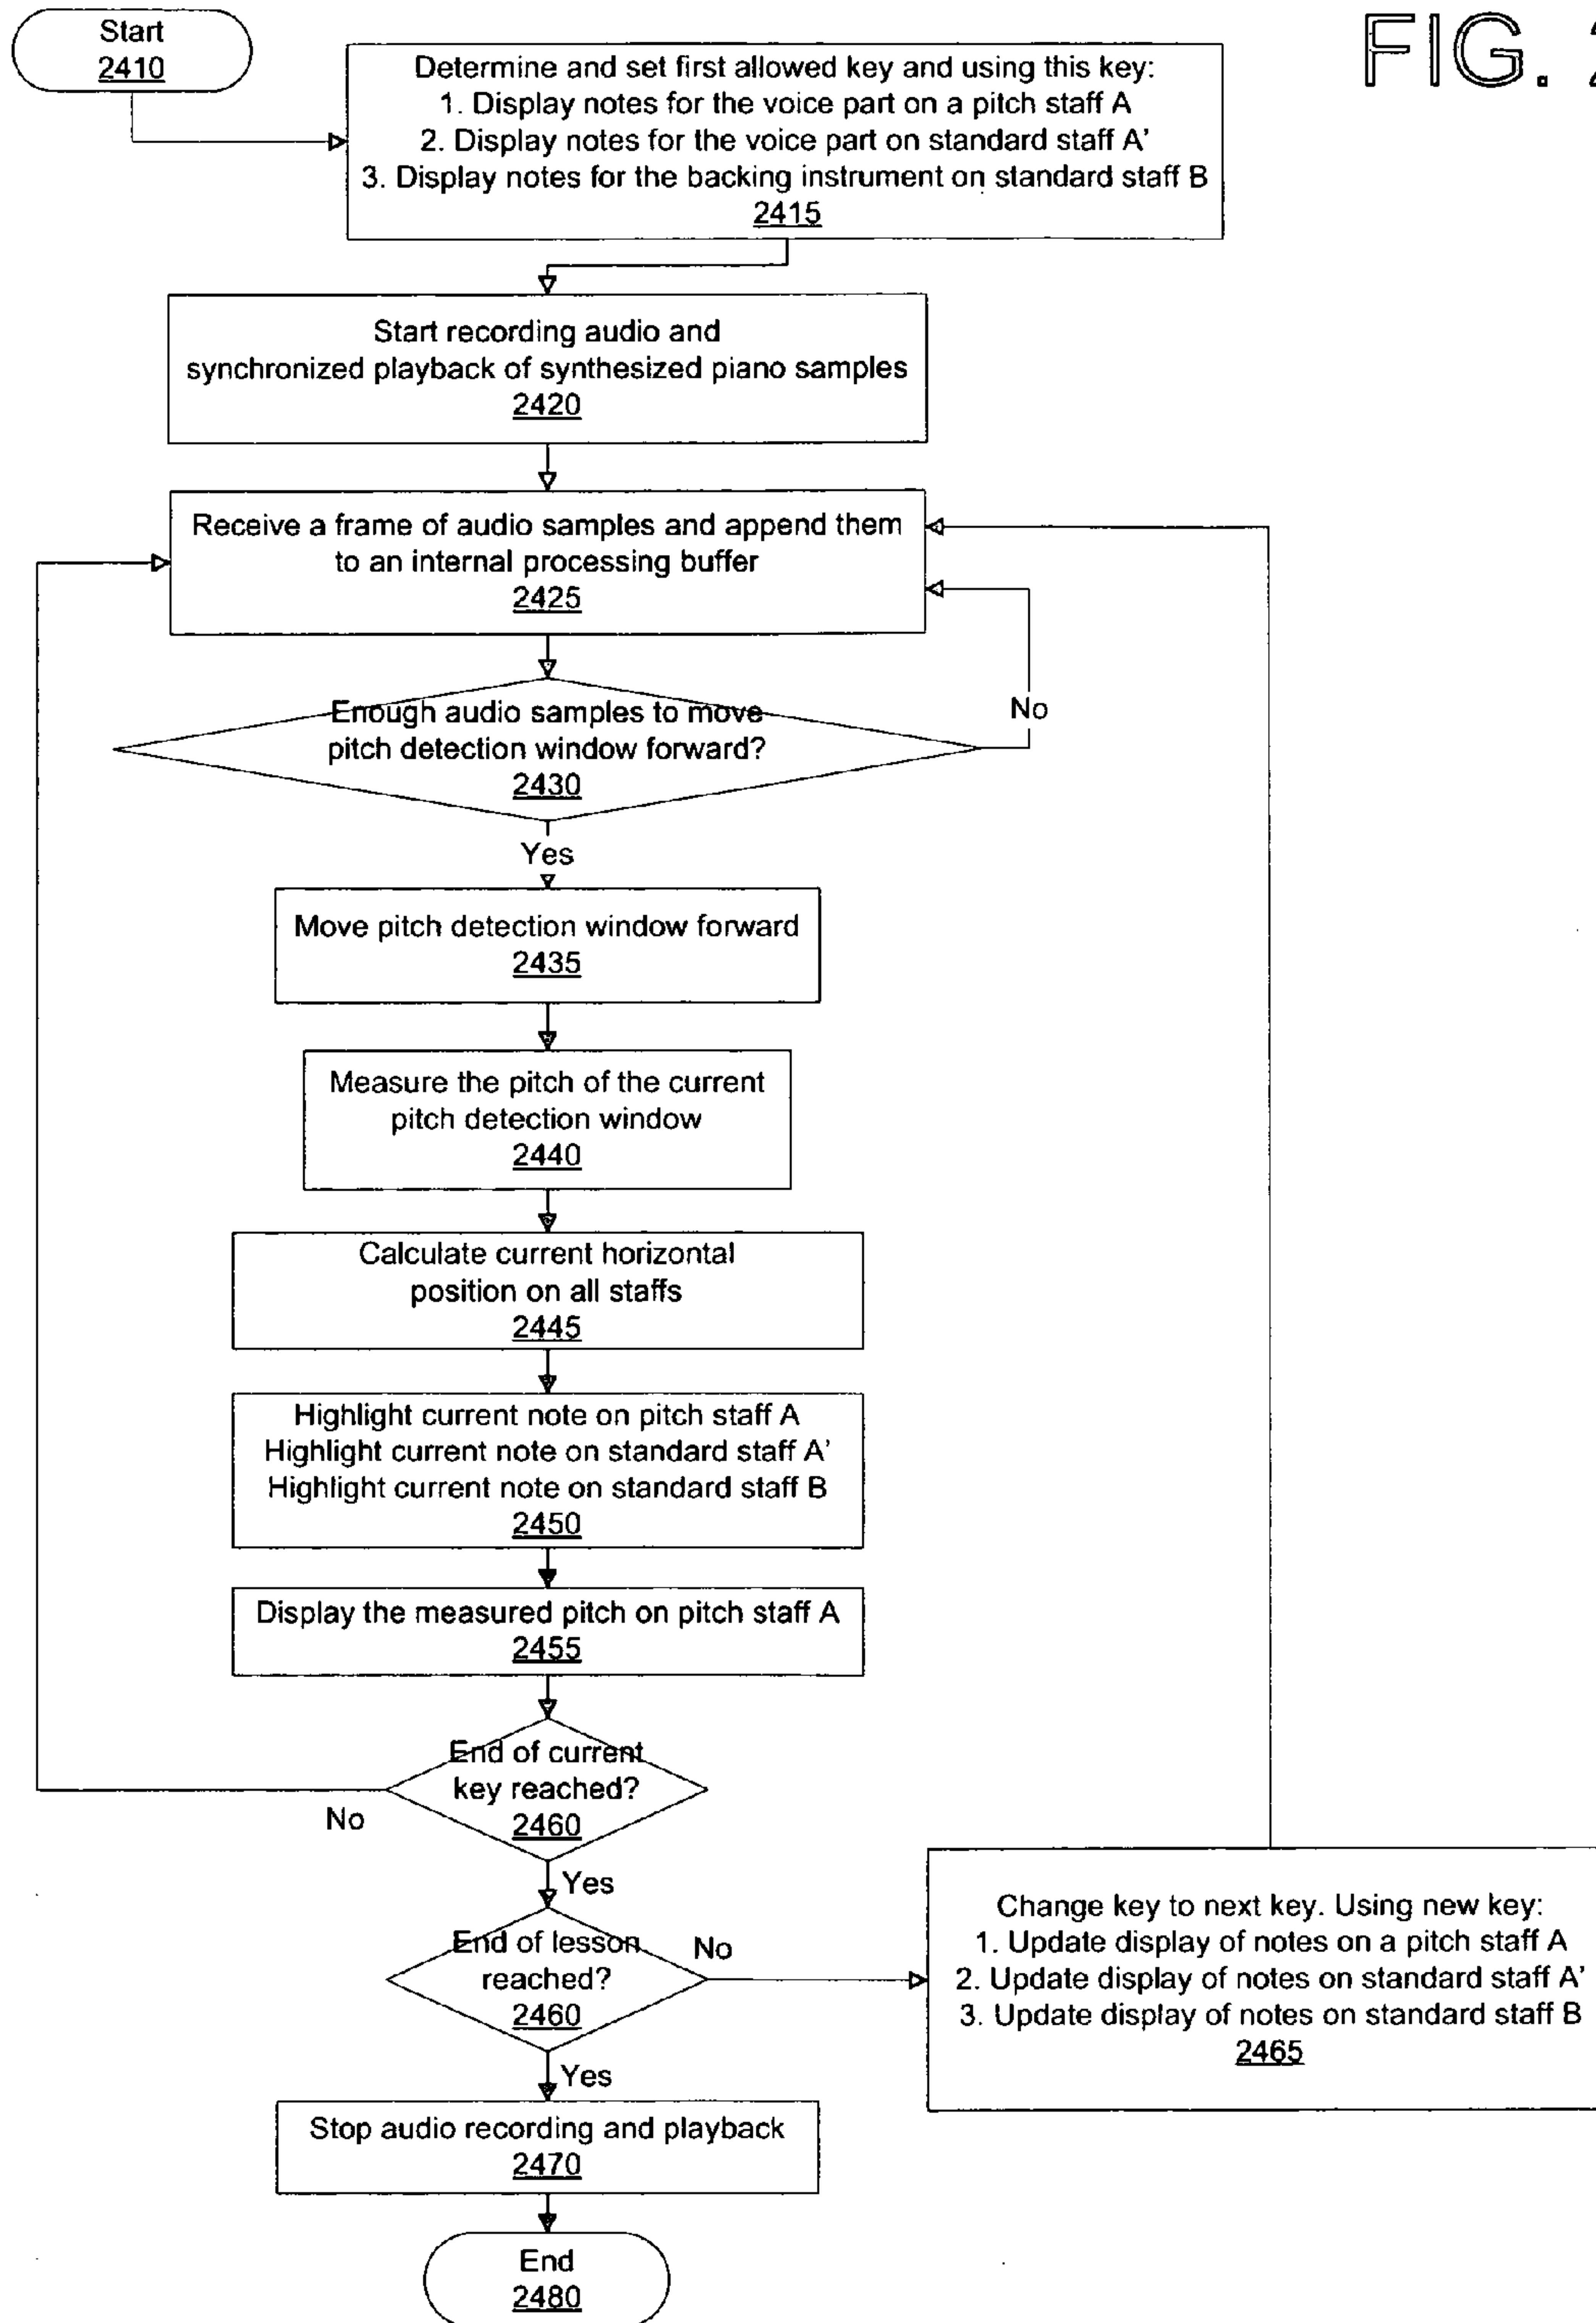 FIG. 2
Start
2410
Determine and set first allowed key and using this key:
1. Display notes for the voice part on a pitch staff A
2. Display notes for the voice part on standard staff A'
3. Display notes for the backing instrument on standard staff B
2415
Start recording audio and
synchronized playback of synthesized piano samples
2420
Receive a frame of audio samples and append them
to an internal processing buffer
2425
Enough audio samples to move
pitch detection window forward?
2430
No
Yes
Move pitch detection window forward
2435
Measure the pitch of the current
pitch detection window
2440
Calculate current horizontal
position on all staffs
2445
Highlight current note on pitch staff A
Highlight current note on standard staff A'
Highlight current note on standard staff B
2450
Display the measured pitch on pitch staff A
2455
End of current
key reached?
2460
No
Yes
End of lesson
reached?
2460
No
Change key to next key. Using new key:
1. Update display of notes on a pitch staff A
2. Update display of notes on standard staff A'
3. Update display of notes on standard staff B
2465
Yes
Stop audio recording and playback
2470
End
2480